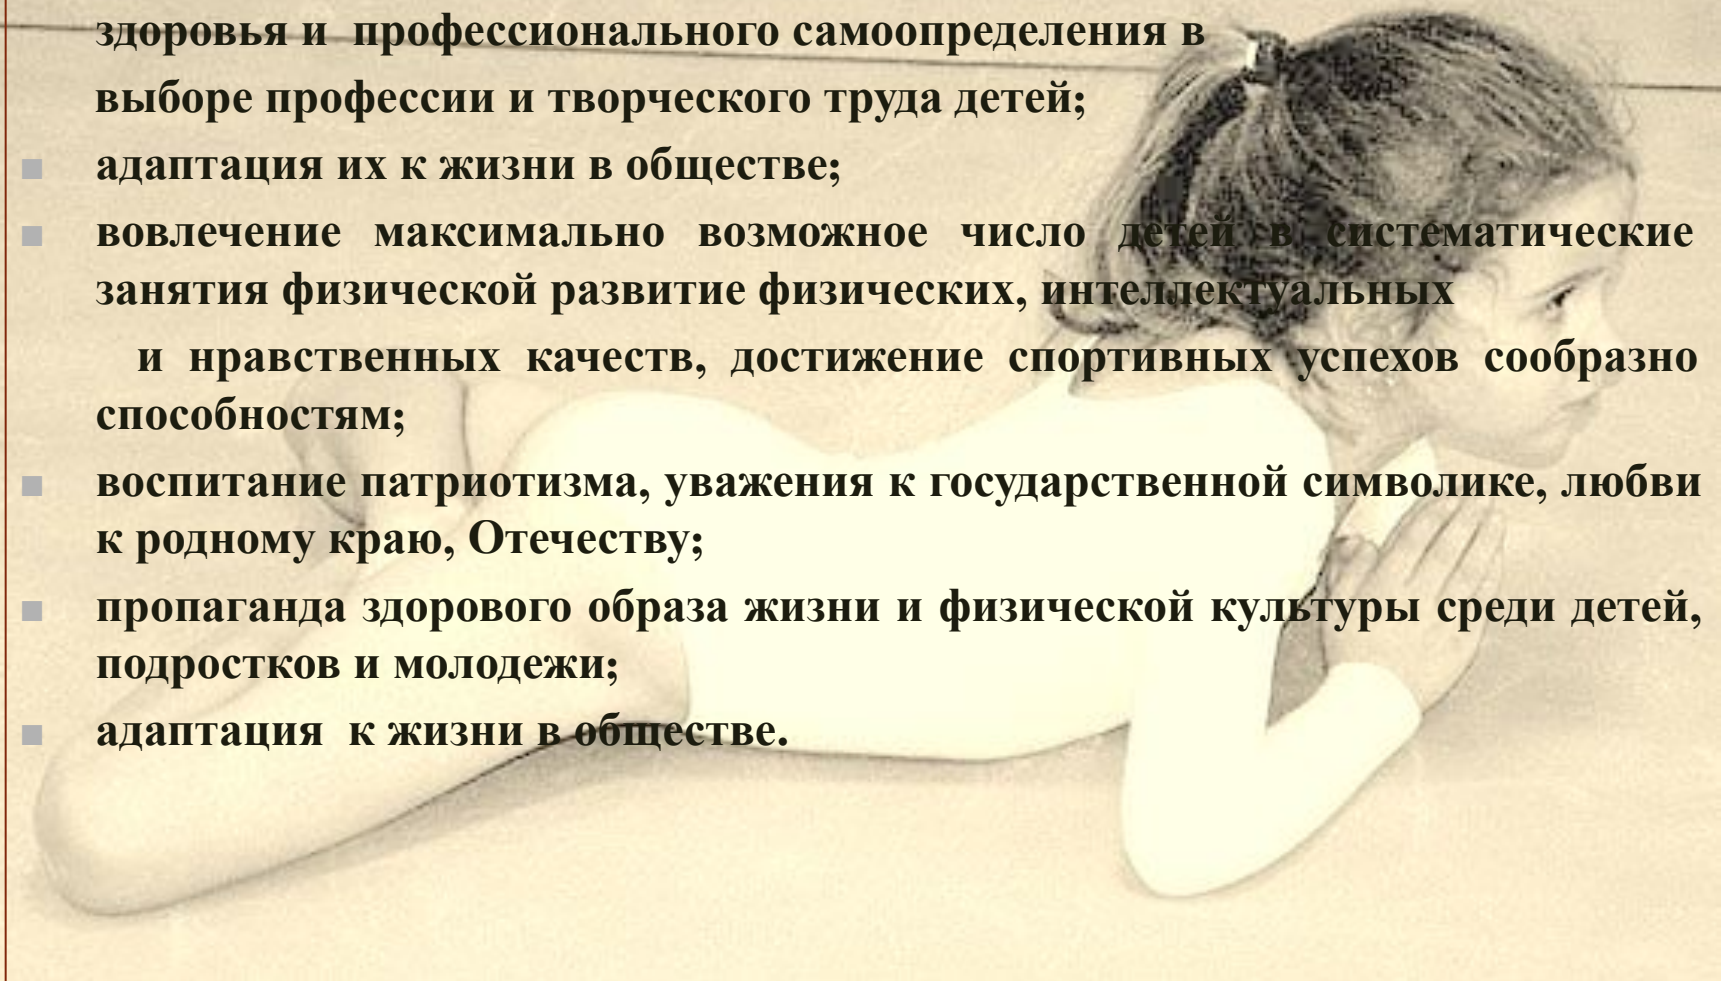 здоровья и профессионального самоопределения в
выборе профессии и творческого труда детей;
адаптация их к жизни в обществе;
вовлечение максимально возможное число детей в систематические
занятия физической развитие физических, интеллектуальных
и нравственных качеств, достижение спортивных успехов сообразно
способностям;
воспитание патриотизма, уважения к государственной символике, любви
к родному краю, Отечеству;
пропаганда здорового образа жизни и физической культуры среди детей,
подростков и молодежи;
адаптация к жизни в обществе.